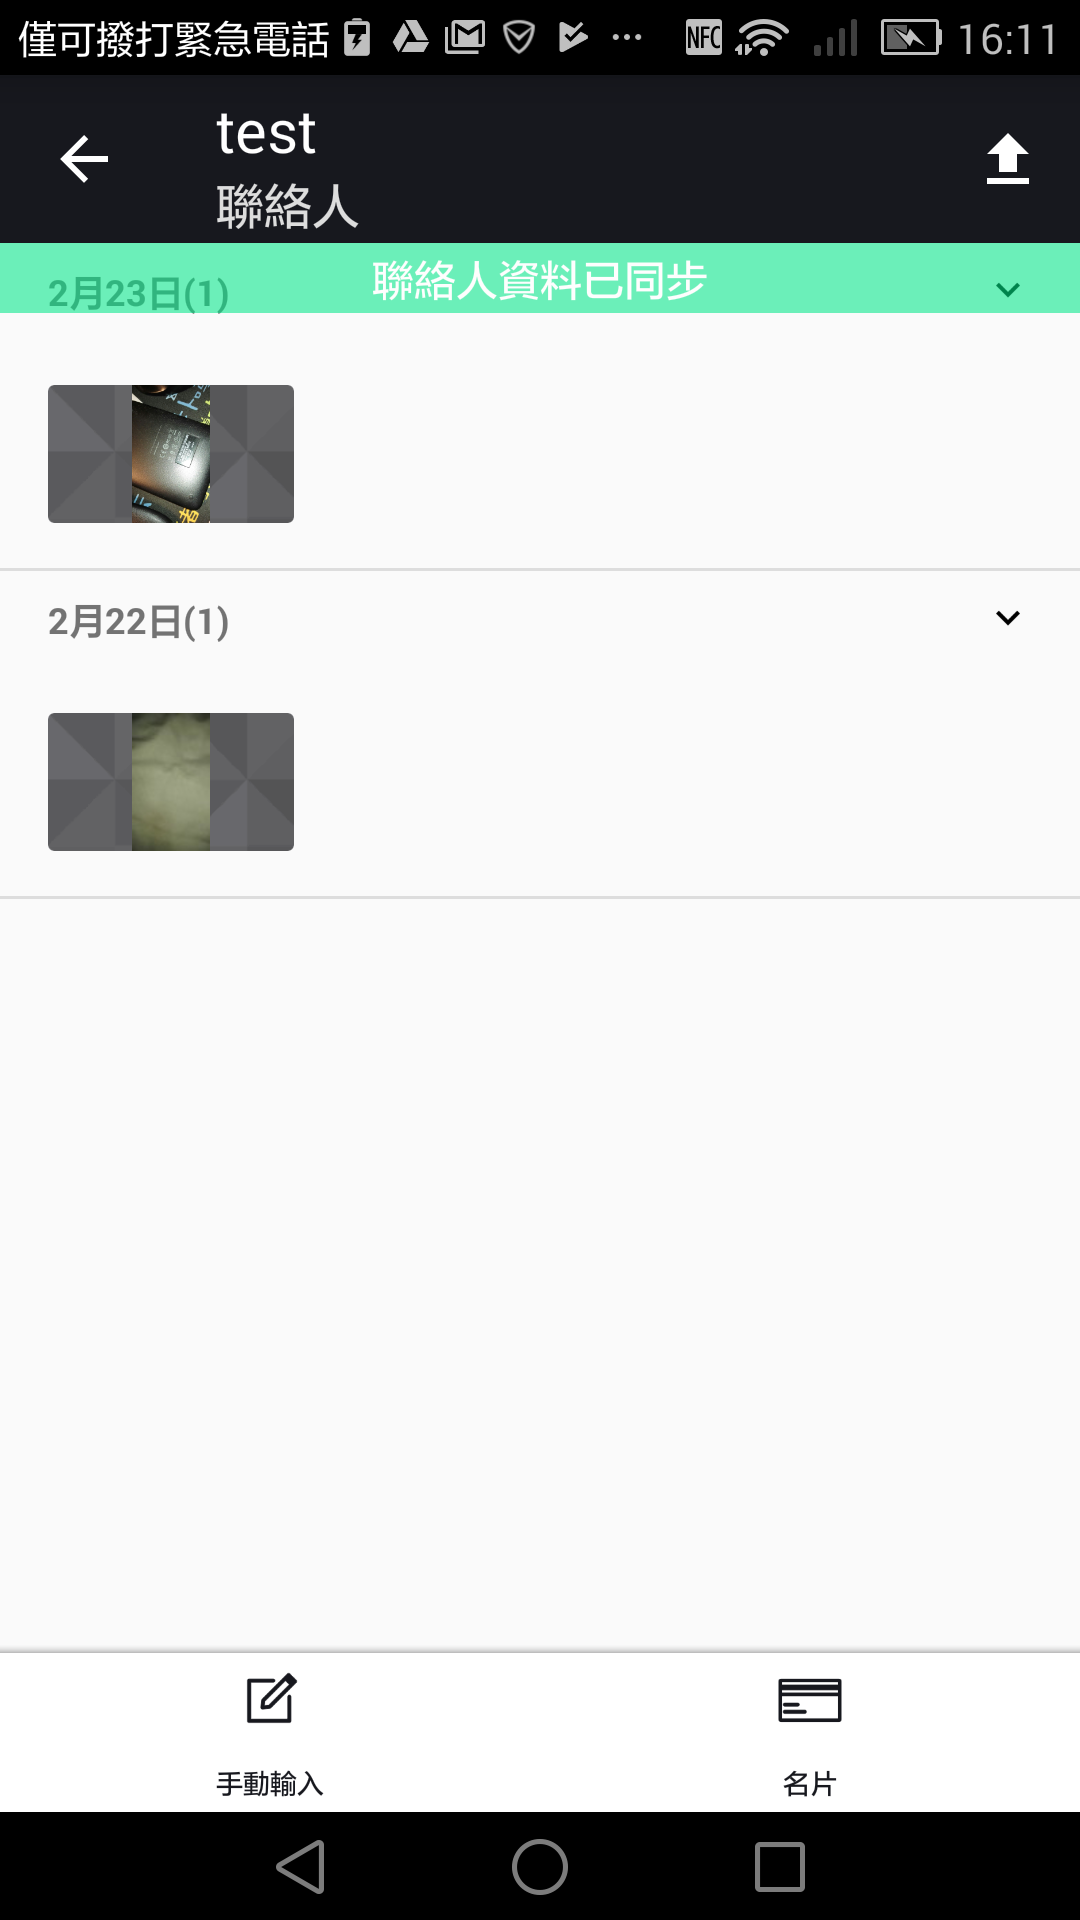 僅可撥打緊急電話 NFC 16:11
test
聯絡人
聯絡人資料已同步
2月23日(1)
2月22日(1)
手動輸入
名片